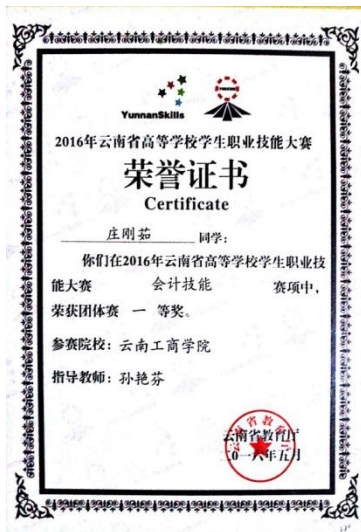 YunnanSkills
2016年云南省高等学校学生职业技能大赛
荣誉证书
Certificate
庄刚茹 同学：
你们在2016年云南省高等学校学生职业技
能大赛 会计技能 赛项中，
荣获团体赛 一 等奖。
参赛院校：云南工商学院
指导教师：孙艳芬
云南省教育厅
二0一六年五月